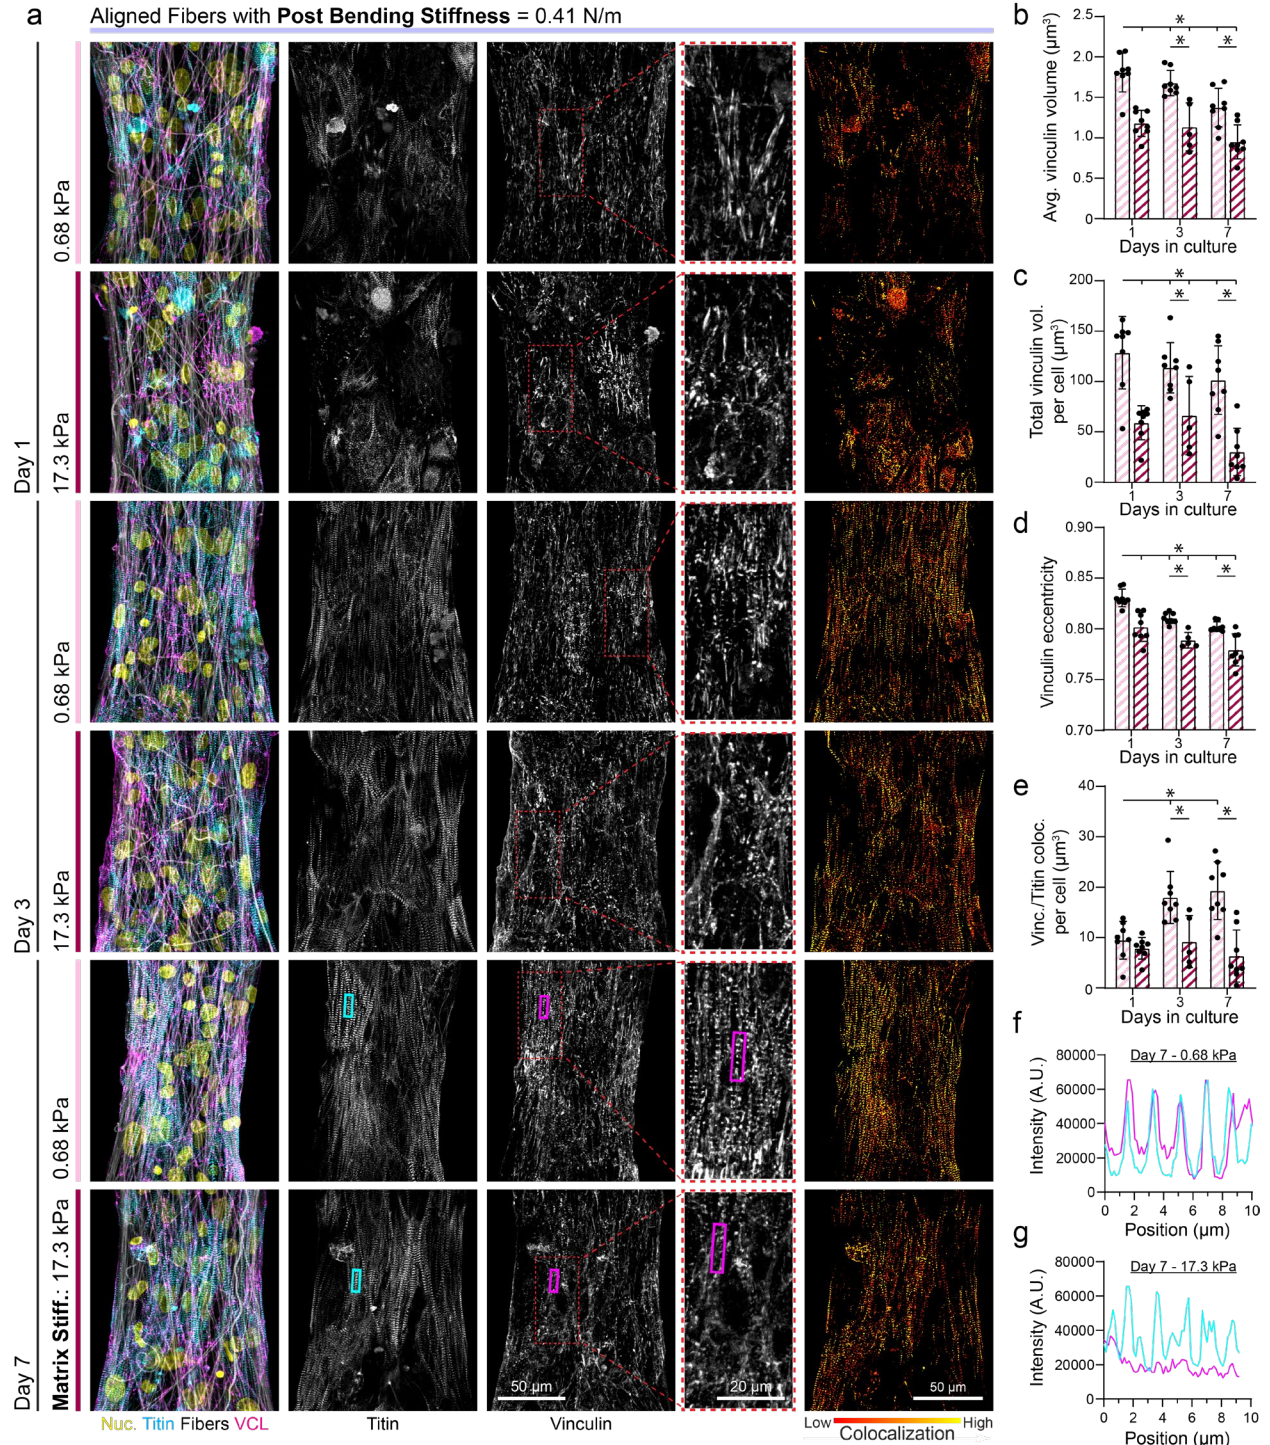 a
Aligned Fibers with Post Bending Stiffness = 0.41 N/m
Day 1
0.68 kPa
17.3 kPa
Day 3
0.68 kPa
17.3 kPa
Day 7
0.68 kPa
Matrix Stiff.: 17.3 kPa
50 µm
20 µm
50 µm
Nuc. Titin Fibers VCL
Titin
Vinculin
Low High
Colocalization
b
Avg. vinculin volume (µm³)
2.5
2.0
1.5
1.0
0.5
0
*
* *
1 3 7
Days in culture
c
Total vinculin vol.
per cell (µm³)
200
150
100
50
0
*
* *
1 3 7
Days in culture
d
Vinculin eccentricity
0.90
0.85
0.80
0.75
0.70
*
* *
1 3 7
Days in culture
e
Vinc./Titin coloc.
per cell (µm³)
40
30
20
10
0
*
* *
1 3 7
Days in culture
f
Day 7 - 0.68 kPa
Intensity (A.U.)
80000
60000
40000
20000
0
0 2 4 6 8 10
Position (µm)
g
Day 7 - 17.3 kPa
Intensity (A.U.)
80000
60000
40000
20000
0
0 2 4 6 8 10
Position (µm)